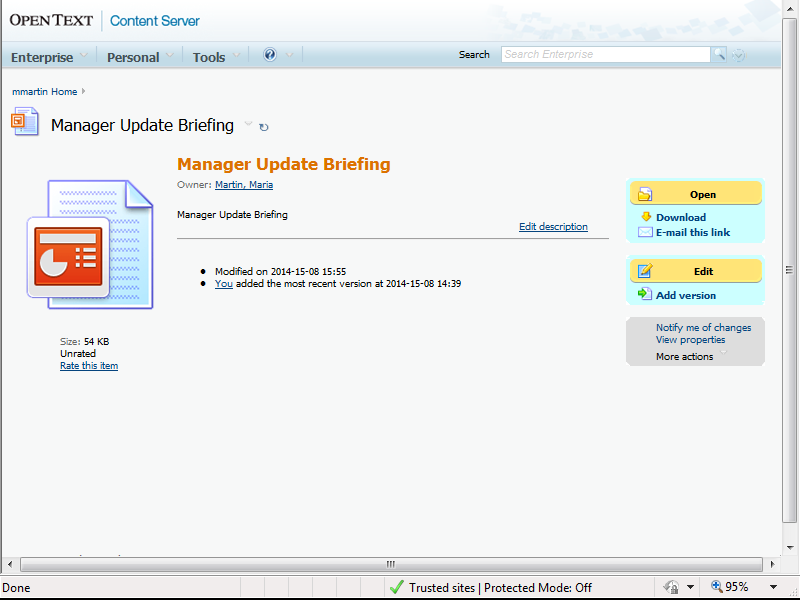 OPEN TEXT Content Server
Enterprise Personal Tools ? Search Search Enterprise
mmartin Home
Manager Update Briefing
Manager Update Briefing
Owner: Martin, Maria
Manager Update Briefing
Edit description
Modified on 2014-15-08 15:55
You added the most recent version at 2014-15-08 14:39
Size: 54 KB
Unrated
Rate this item
Open
Download
E-mail this link
Edit
Add version
Notify me of changes
View properties
More actions
Done Trusted sites | Protected Mode: Off 95%